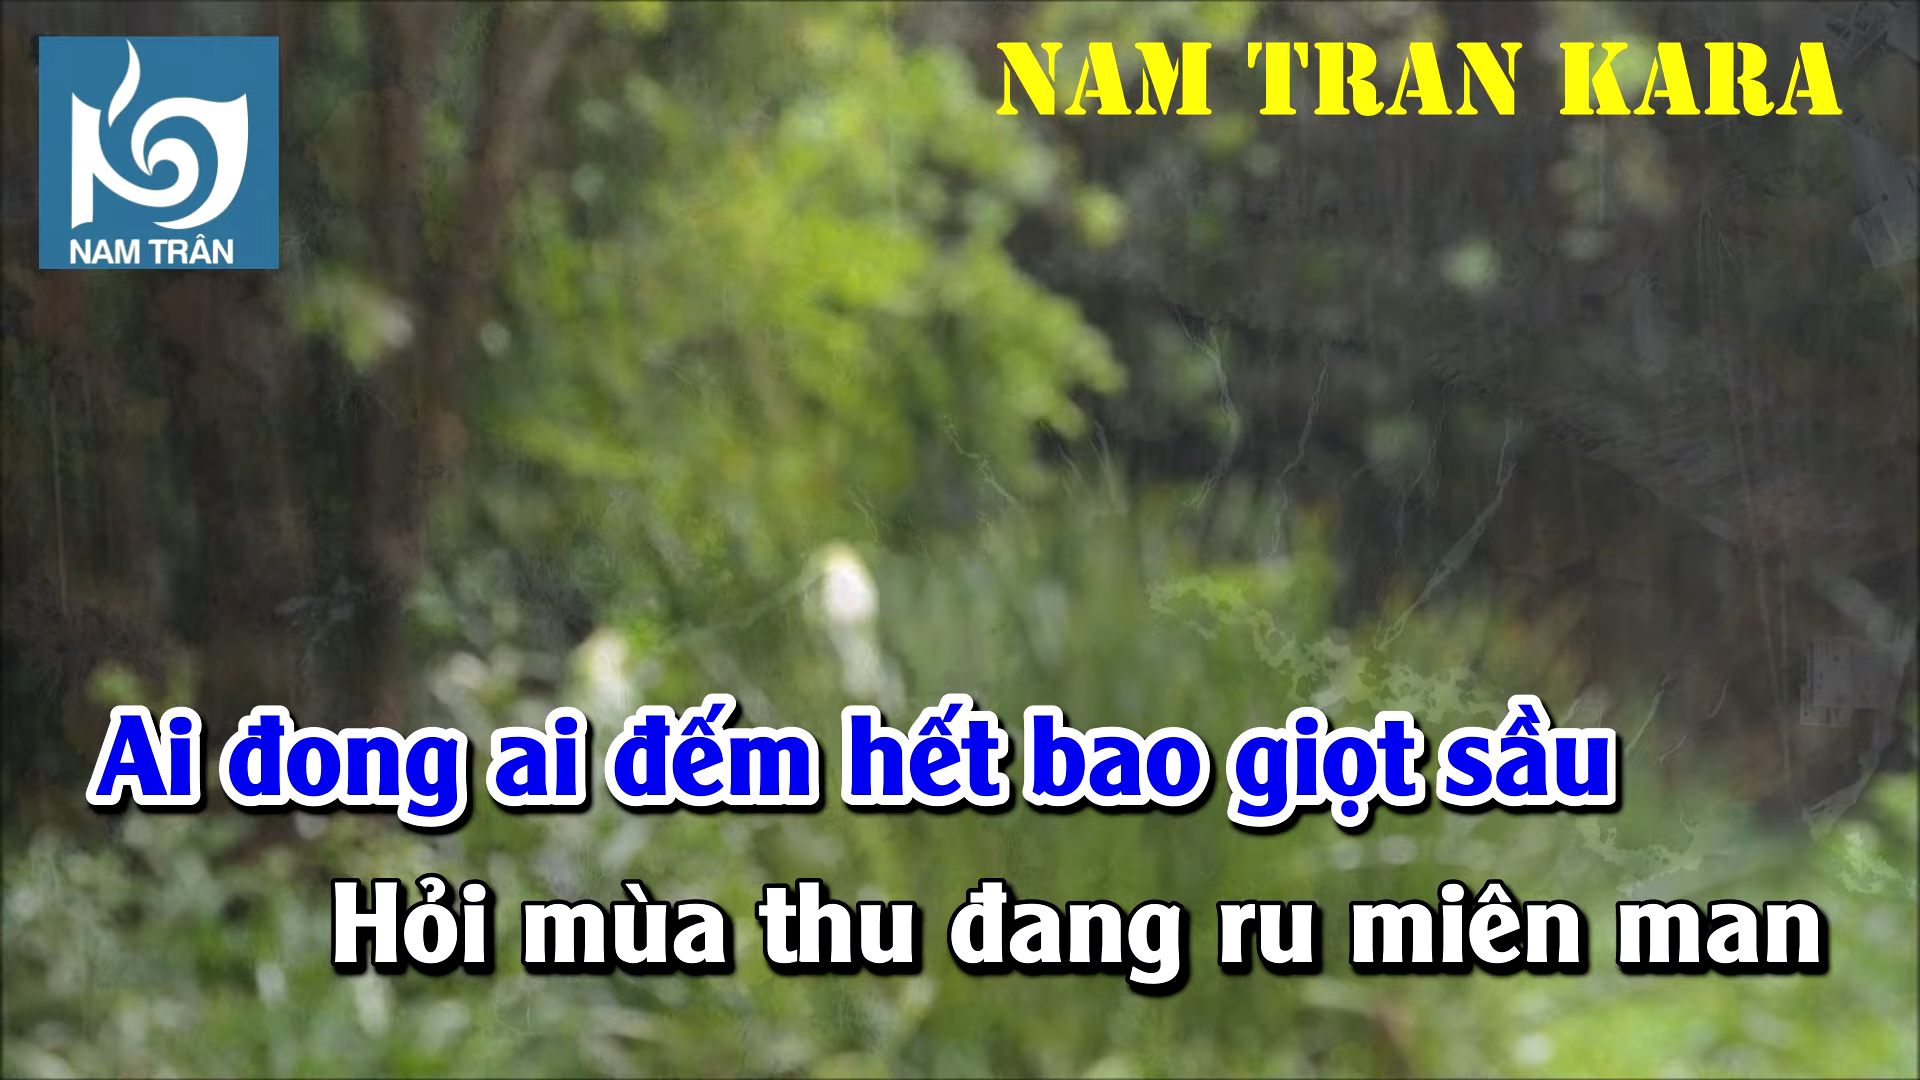 NAM TRAN KARA
NAM TRÂN
Ai đong ai đếm hết bao giọt sầu
Hỏi mùa thu đang ru miên man